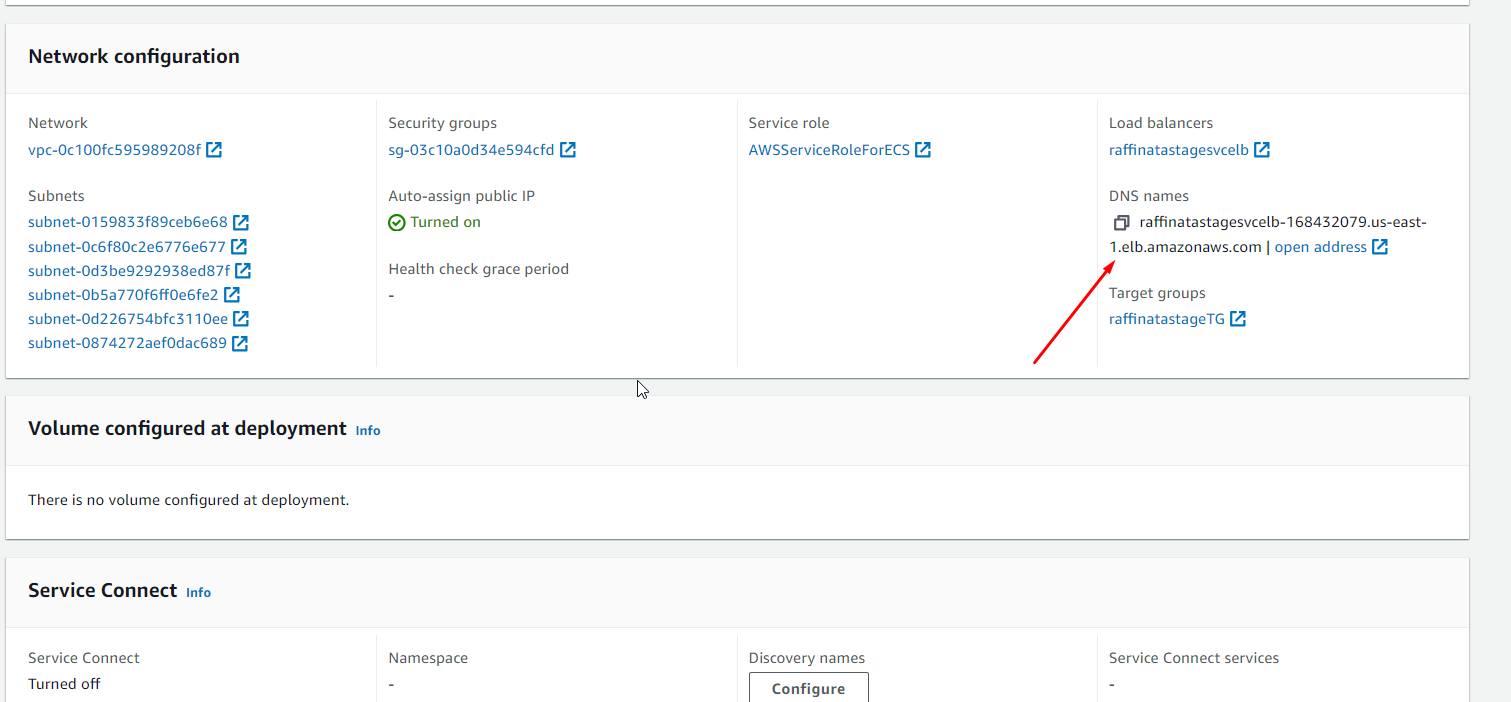 Network configuration
Network
vpc-0c100fc595989208f
Subnets
subnet-0159833f89ceb6e68
subnet-0c6f80c2e6776e677
subnet-0d3be9292938ed87f
subnet-0b5a770f6ff0e6fe2
subnet-0d226754bfc3110ee
subnet-0874272aef0dac689
Security groups
sg-03c10a0d34e594cfd
Auto-assign public IP
Turned on
Health check grace period
-
Service role
AWSServiceRoleForECS
Load balancers
raffinatastagesvcelb
DNS names
raffinatastagesvcelb-168432079.us-east-
1.elb.amazonaws.com | open address
Target groups
raffinatastageTG
Volume configured at deployment Info
There is no volume configured at deployment.
Service Connect Info
Service Connect
Turned off
Namespace
-
Discovery names
Configure
Service Connect services
-